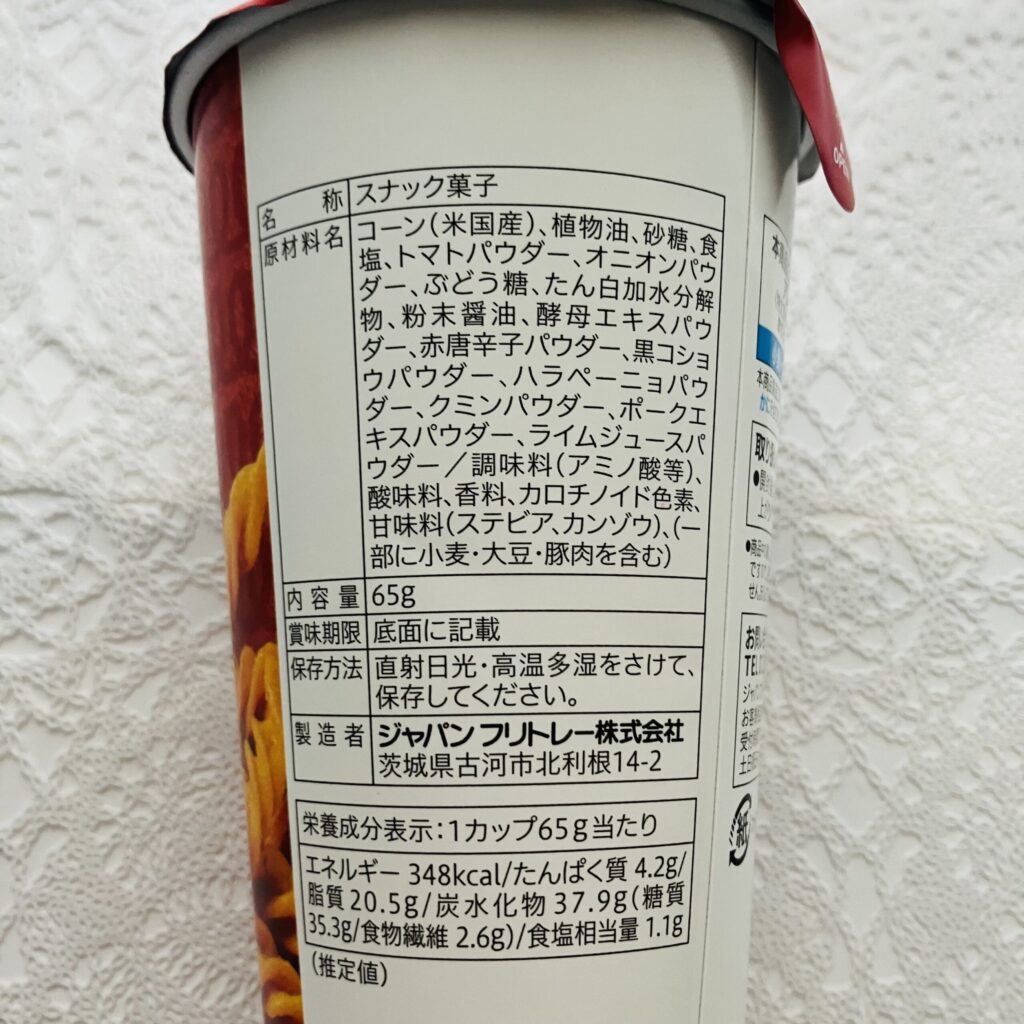 名称 スナック菓子
原材料名 コーン(米国産)、植物油、砂糖、食
塩、トマトパウダー、オニオンパウ
ダー、ぶどう糖、たん白加水分解
物、粉末醤油、酵母エキスパウ
ダー、赤唐辛子パウダー、黒コショ
ウパウダー、ハラペーニョパウ
ダー、クミンパウダー、ポークエ
キスパウダー、ライムジュースパ
ウダー/調味料(アミノ酸等)、
酸味料、香料、カロチノイド色素、
甘味料(ステビア、カンゾウ)、(一
部に小麦・大豆・豚肉を含む)
内容量 65g
賞味期限 底面に記載
保存方法 直射日光・高温多湿をさけて、
保存してください。
製造者 ジャパン フリトレー株式会社
茨城県古河市北利根14-2
栄養成分表示:1カップ65g当たり
エネルギー 348kcal/たんぱく質 4.2g/
脂質 20.5g/炭水化物 37.9g(糖質
35.3g/食物繊維 2.6g)/食塩相当量 1.1g
(推定値)
紙